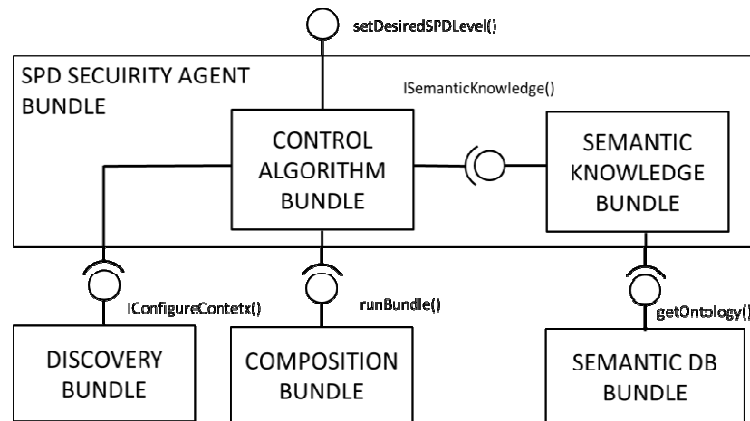 setDesiredSPDLevel()
SPD SECUIRITY AGENT
BUNDLE
ISemanticKnowledge()
CONTROL
ALGORITHM
BUNDLE
SEMANTIC
KNOWLEDGE
BUNDLE
IConfigureContetx()
runBundle()
getOntology()
DISCOVERY
BUNDLE
COMPOSITION
BUNDLE
SEMANTIC DB
BUNDLE